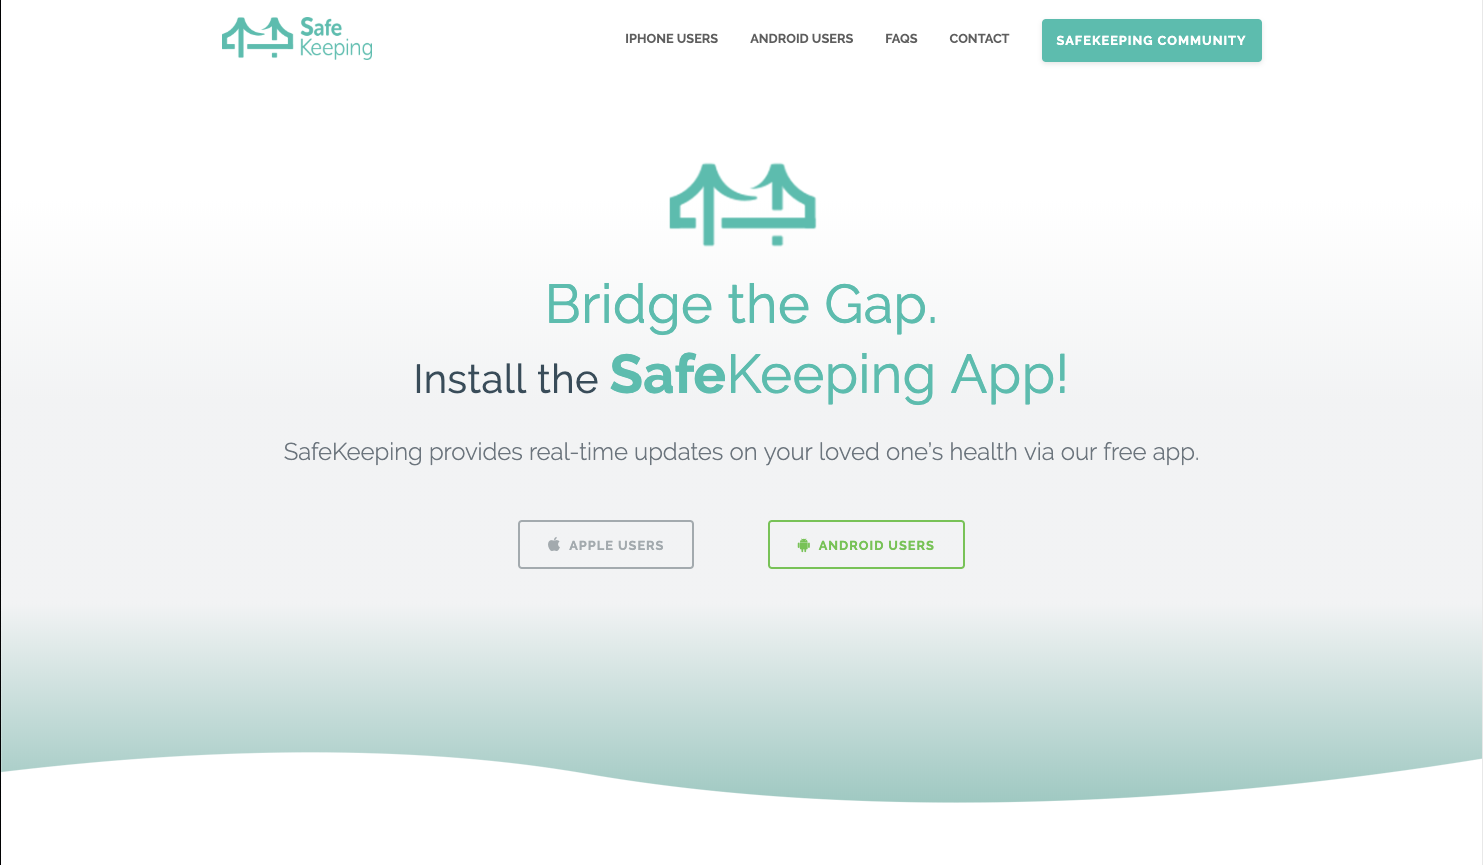 Safe
Keeping
IPHONE USERS
ANDROID USERS
FAQS
CONTACT
SAFEKEEPING COMMUNITY
Bridge the Gap.
Install the SafeKeeping App!
SafeKeeping provides real-time updates on your loved one's health via our free app.
APPLE USERS
ANDROID USERS